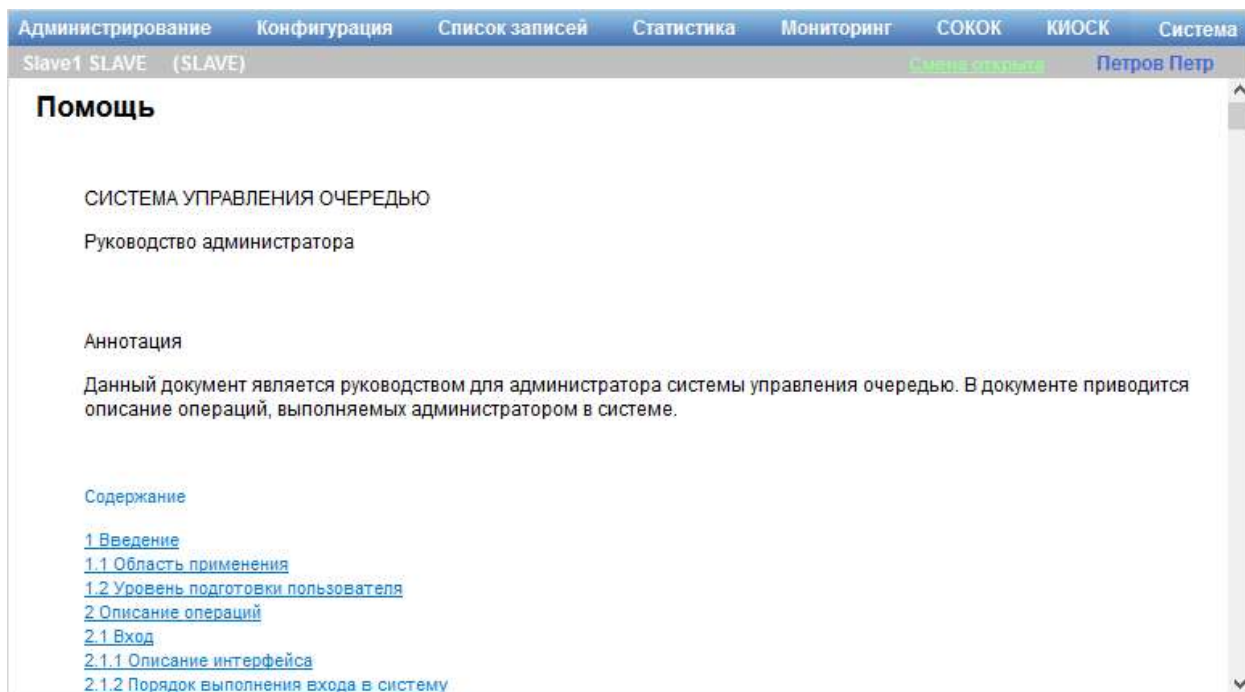 Администрирование Конфигурация Список записей Статистика Мониторинг СОКОК КИОСК Система
Slave1 SLAVE (SLAVE) Смена открыта Петров Петр
Помощь
СИСТЕМА УПРАВЛЕНИЯ ОЧЕРЕДЬЮ
Руководство администратора
Аннотация
Данный документ является руководством для администратора системы управления очередью. В документе приводится
описание операций, выполняемых администратором в системе.
Содержание
1 Введение
1.1 Область применения
1.2 Уровень подготовки пользователя
2 Описание операций
2.1 Вход
2.1.1 Описание интерфейса
2.1.2 Порядок выполнения входа в систему